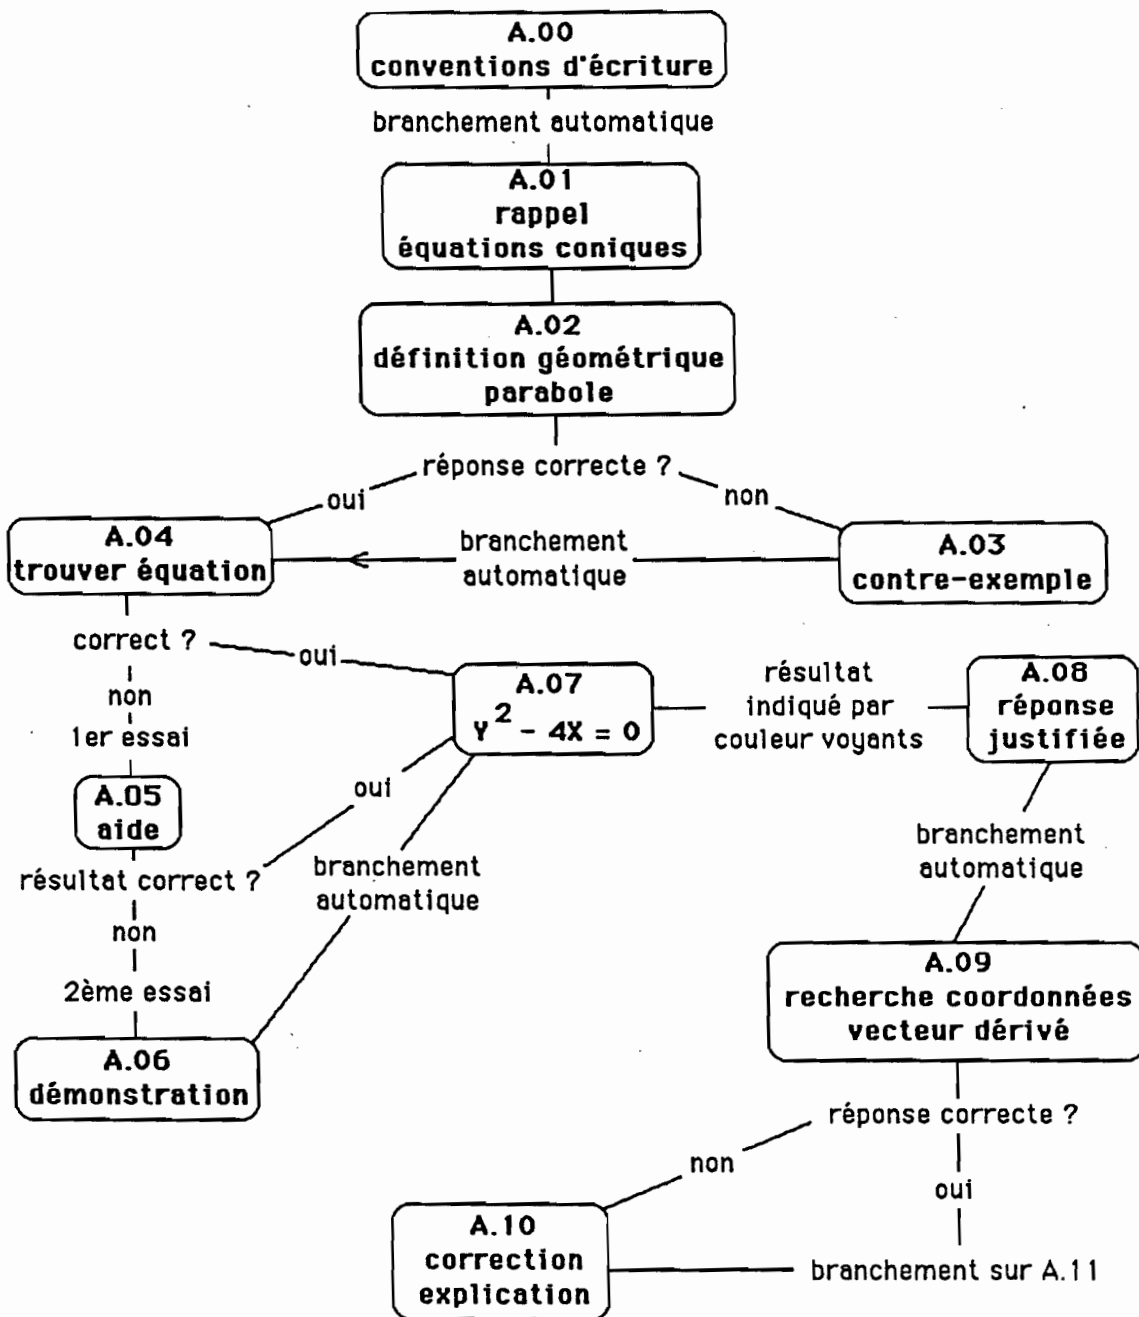 A.00
conventions d'écriture
branchement automatique
A.01
rappel
équations coniques
A.02
définition géométrique
parabole
réponse correcte ?
oui
non
A.04
trouver équation
branchement
automatique
A.03
contre-exemple
correct ?
oui
non
1er essai
A.07
Y² - 4X = 0
résultat
indiqué par
couleur voyants
A.08
réponse
justifiée
A.05
aide
oui
résultat correct ?
branchement
automatique
branchement
automatique
non
2ème essai
A.06
démonstration
A.09
recherche coordonnées
vecteur dérivé
réponse correcte ?
non
oui
A.10
correction
explication
branchement sur A.11